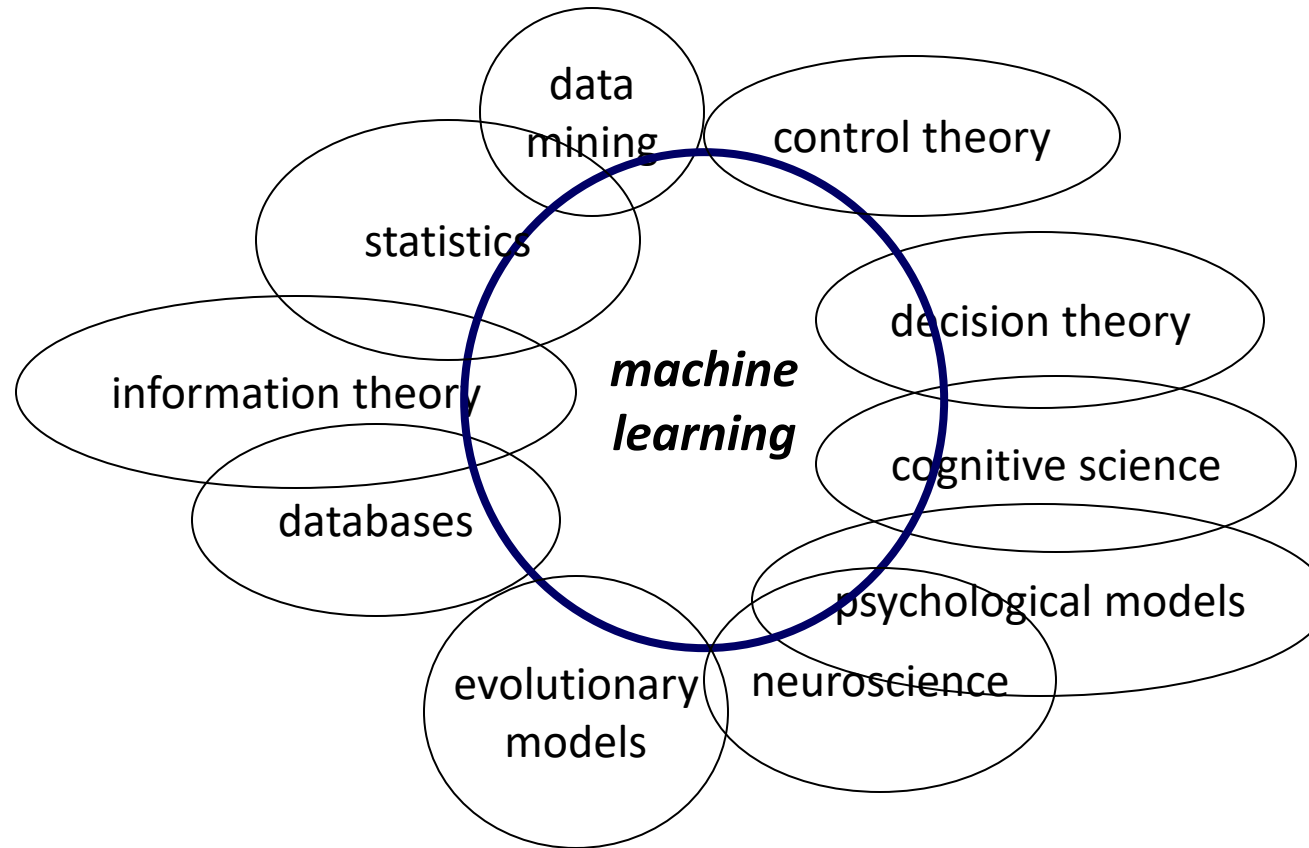 data
mining
control theory
statistics
decision theory
machine
learning
information theory
cognitive science
databases
psychological models
evolutionary
models
neuroscience